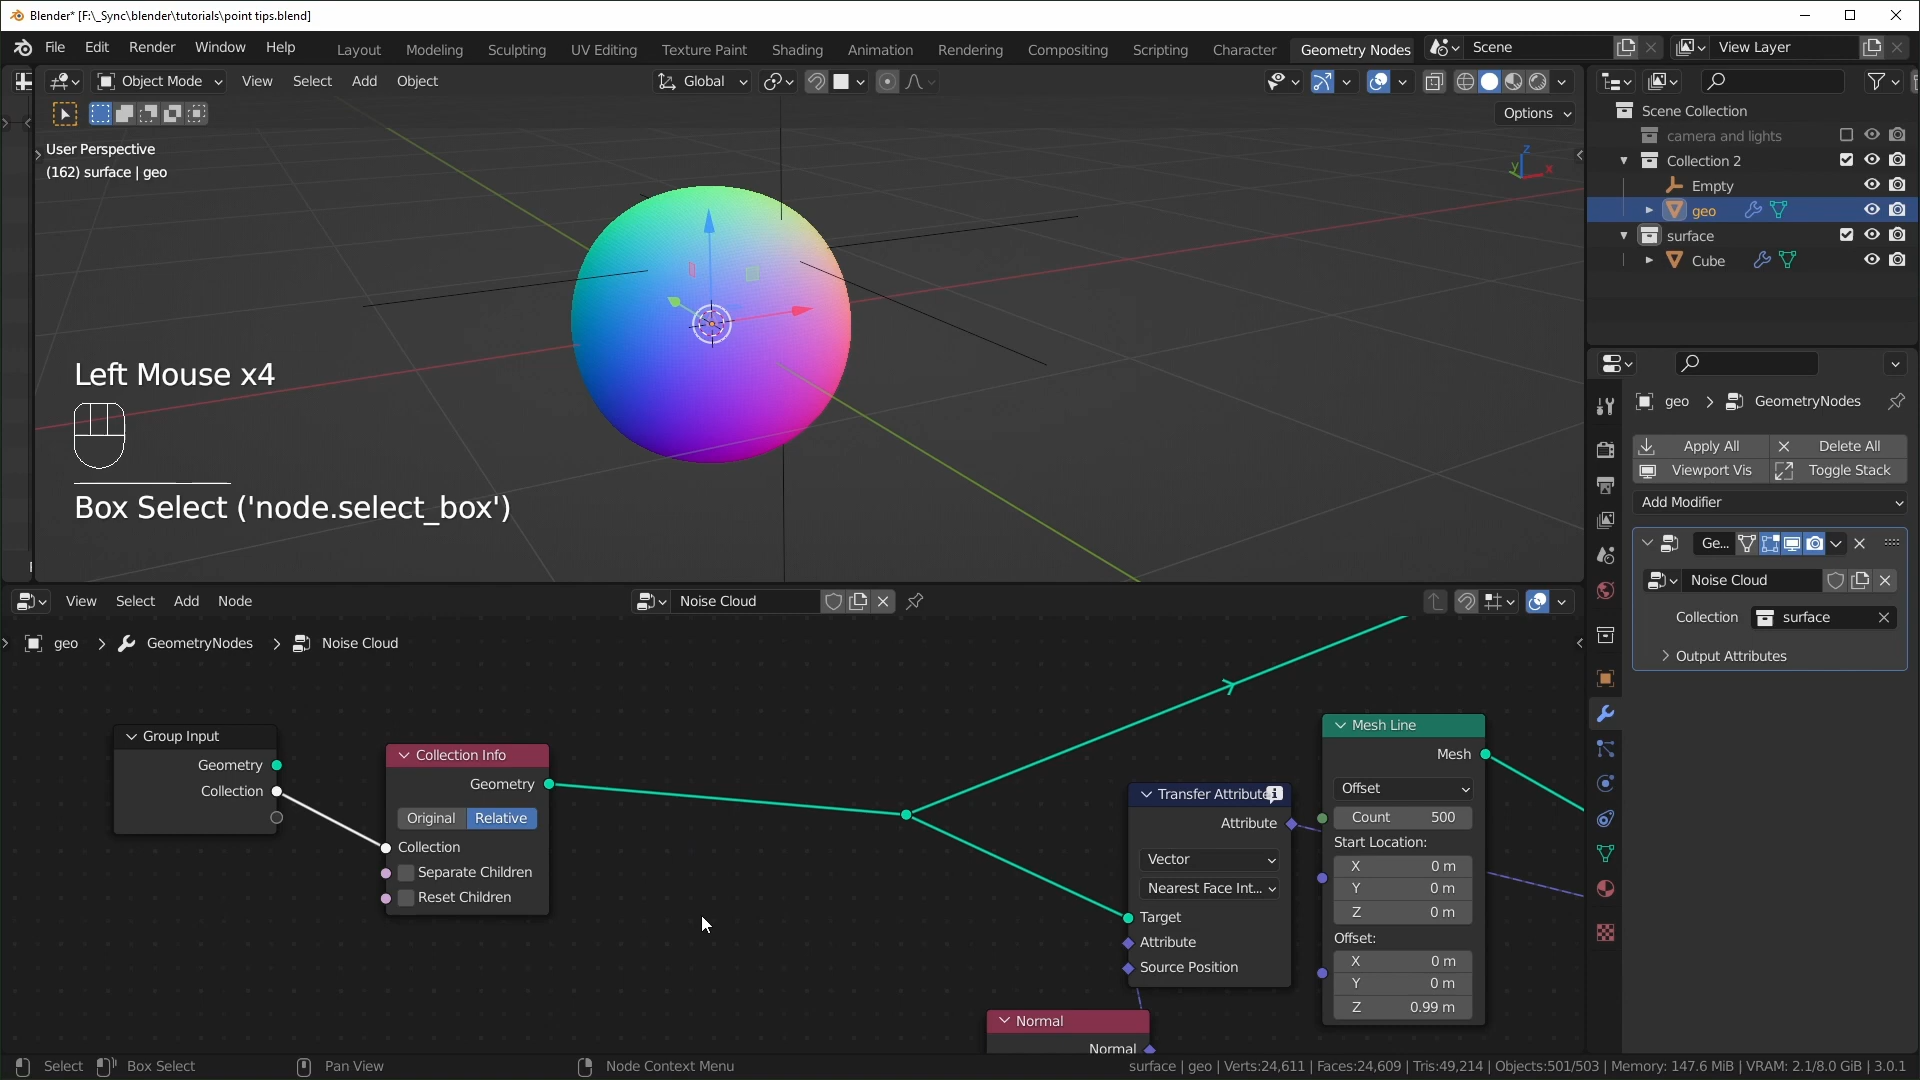 Blender* [F:\_Sync\blender\tutorials\point tips.blend]
File Edit Render Window Help Layout Modeling Sculpting UV Editing Texture Paint Shading Animation Rendering Compositing Scripting Character Geometry Nodes Scene View Layer
Object Mode View Select Add Object Global
Options
User Perspective
(162) surface | geo
Z
Y
X
Left Mouse x4
Box Select ('node.select_box')
Scene Collection
camera and lights
Collection 2
Empty
geo
surface
Cube
geo > GeometryNodes
Apply All Delete All
Viewport Vis Toggle Stack
Add Modifier
Ge...
Noise Cloud
Collection surface
Output Attributes
View Select Add Node Noise Cloud
geo > GeometryNodes > Noise Cloud
Group Input
Geometry
Collection
Collection Info
Geometry
Original Relative
Collection
Separate Children
Reset Children
Transfer Attribute
Attribute
Vector
Nearest Face Int...
Target
Attribute
Source Position
Normal
Normal
Mesh Line
Mesh
Offset
Count 500
Start Location:
X 0 m
Y 0 m
Z 0 m
Offset:
X 0 m
Y 0 m
Z 0.99 m
Select Box Select Pan View Node Context Menu surface | geo | Verts:24,611 | Faces:24,609 | Tris:49,214 | Objects:501/503 | Memory: 147.6 MiB | VRAM: 2.1/8.0 GiB | 3.0.1